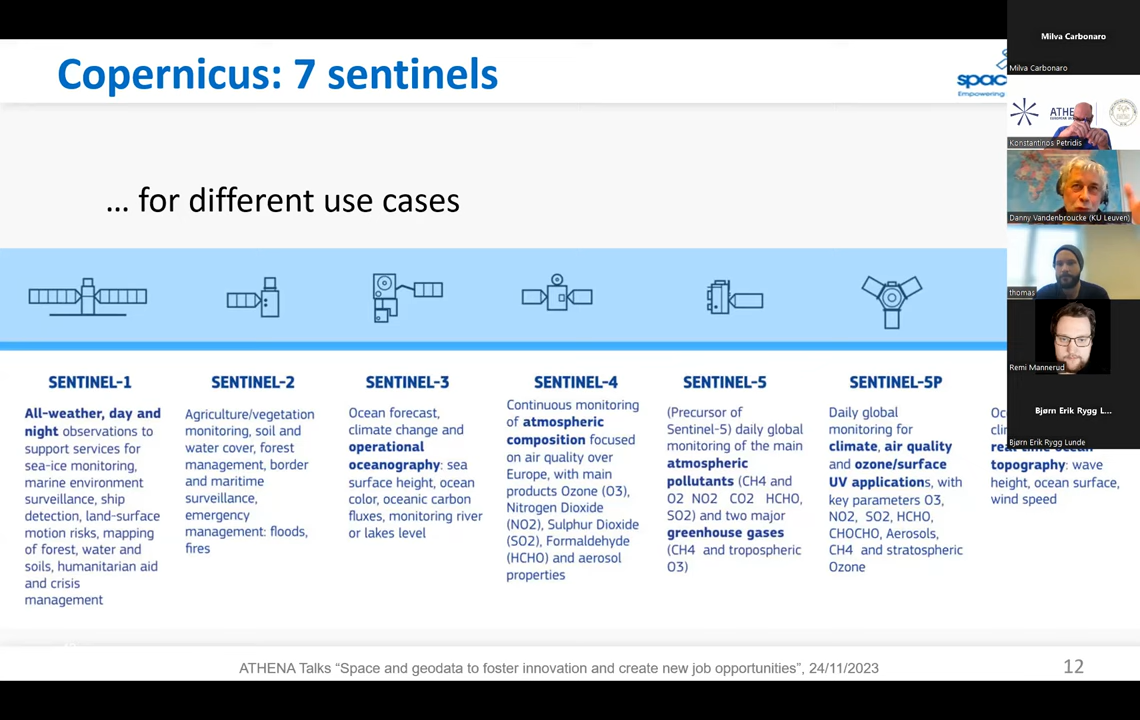 Copernicus: 7 sentinels
... for different use cases
SENTINEL-1
All-weather, day and
night observations to
support services for
sea-ice monitoring,
marine environment
surveillance, ship
detection, land-surface
motion risks, mapping
of forest, water and
soils, humanitarian aid
and crisis
management
SENTINEL-2
Agriculture/vegetation
monitoring, soil and
water cover, forest
management, border
and maritime
surveillance,
emergency
management: floods,
fires
SENTINEL-3
Ocean forecast,
climate change and
operational
oceanography: sea
surface height, ocean
color, oceanic carbon
fluxes, monitoring river
or lakes level
SENTINEL-4
Continuous monitoring
of atmospheric
composition focused
on air quality over
Europe, with main
products Ozone (O3),
Nitrogen Dioxide
(NO2), Sulphur Dioxide
(SO2), Formaldehyde
(HCHO) and aerosol
properties
SENTINEL-5
(Precursor of
Sentinel-5) daily global
monitoring of the main
atmospheric
pollutants (CH4 and
O2 NO2 CO2 HCHO,
SO2) and two major
greenhouse gases
(CH4 and tropospheric
O3)
SENTINEL-5P
Daily global
monitoring for
climate, air quality
and ozone/surface
UV applications, with
key parameters O3,
NO2, SO2, HCHO,
CHOCHO, Aerosols,
CH4 and stratospheric
Ozone
topography: wave
height, ocean surface,
wind speed
ATHENA Talks “Space and geodata to foster innovation and create new job opportunities”, 24/11/2023
12
spac
Empowering
Milva Carbonaro
Milva Carbonaro
ATHE
Konstantinos Petridis
Danny Vandenbroucke (KU Leuven)
thomas
Remi Mannerud
Bjørn Erik Rygg L...
Bjørn Erik Rygg Lunde